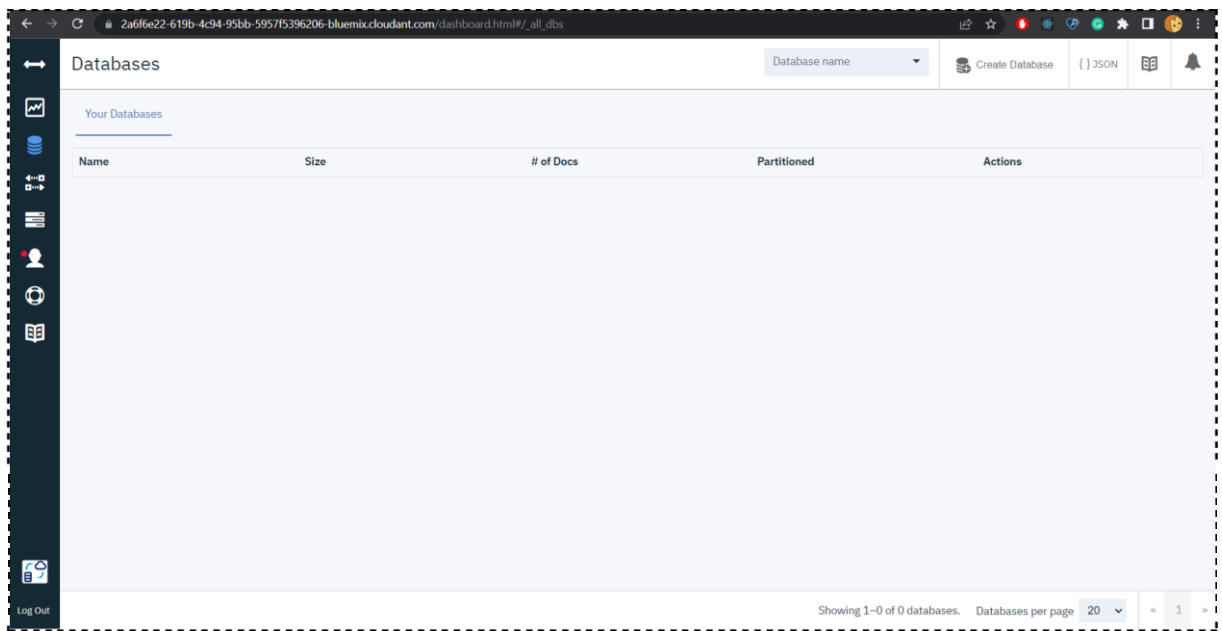 2a6f6e22-619b-4c94-95bb-5957f5396206-bluemix.cloudant.com/dashboard.html#/_all_dbs
Databases
Database name
Create Database
{ } JSON
Your Databases
Name Size # of Docs Partitioned Actions
Log Out
Showing 1–0 of 0 databases. Databases per page 20 « 1 »